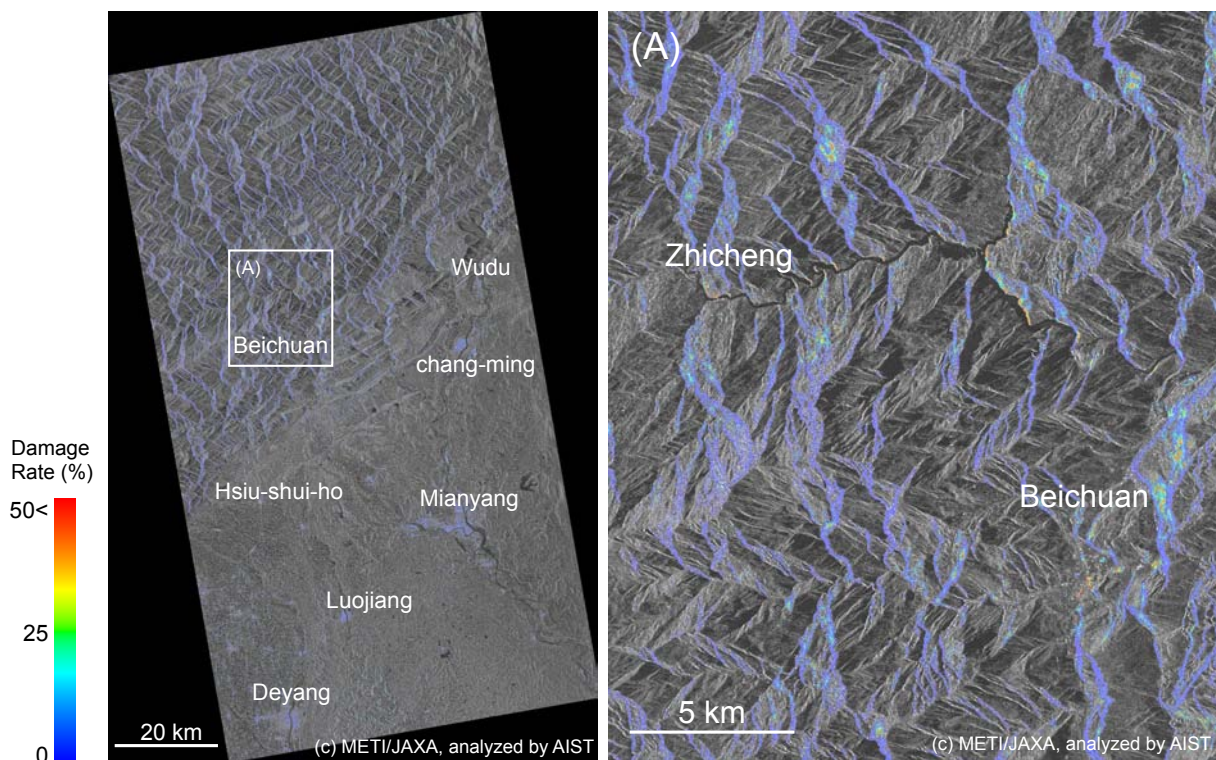 Damage
Rate (%)
50<
25
0
(A)
Beichuan
Wudu
chang-ming
Hsiu-shui-ho
Mianyang
Luojiang
Deyang
20 km
(c) METI/JAXA, analyzed by AIST
(A)
Zhicheng
Beichuan
5 km
(c) METI/JAXA, analyzed by AIST